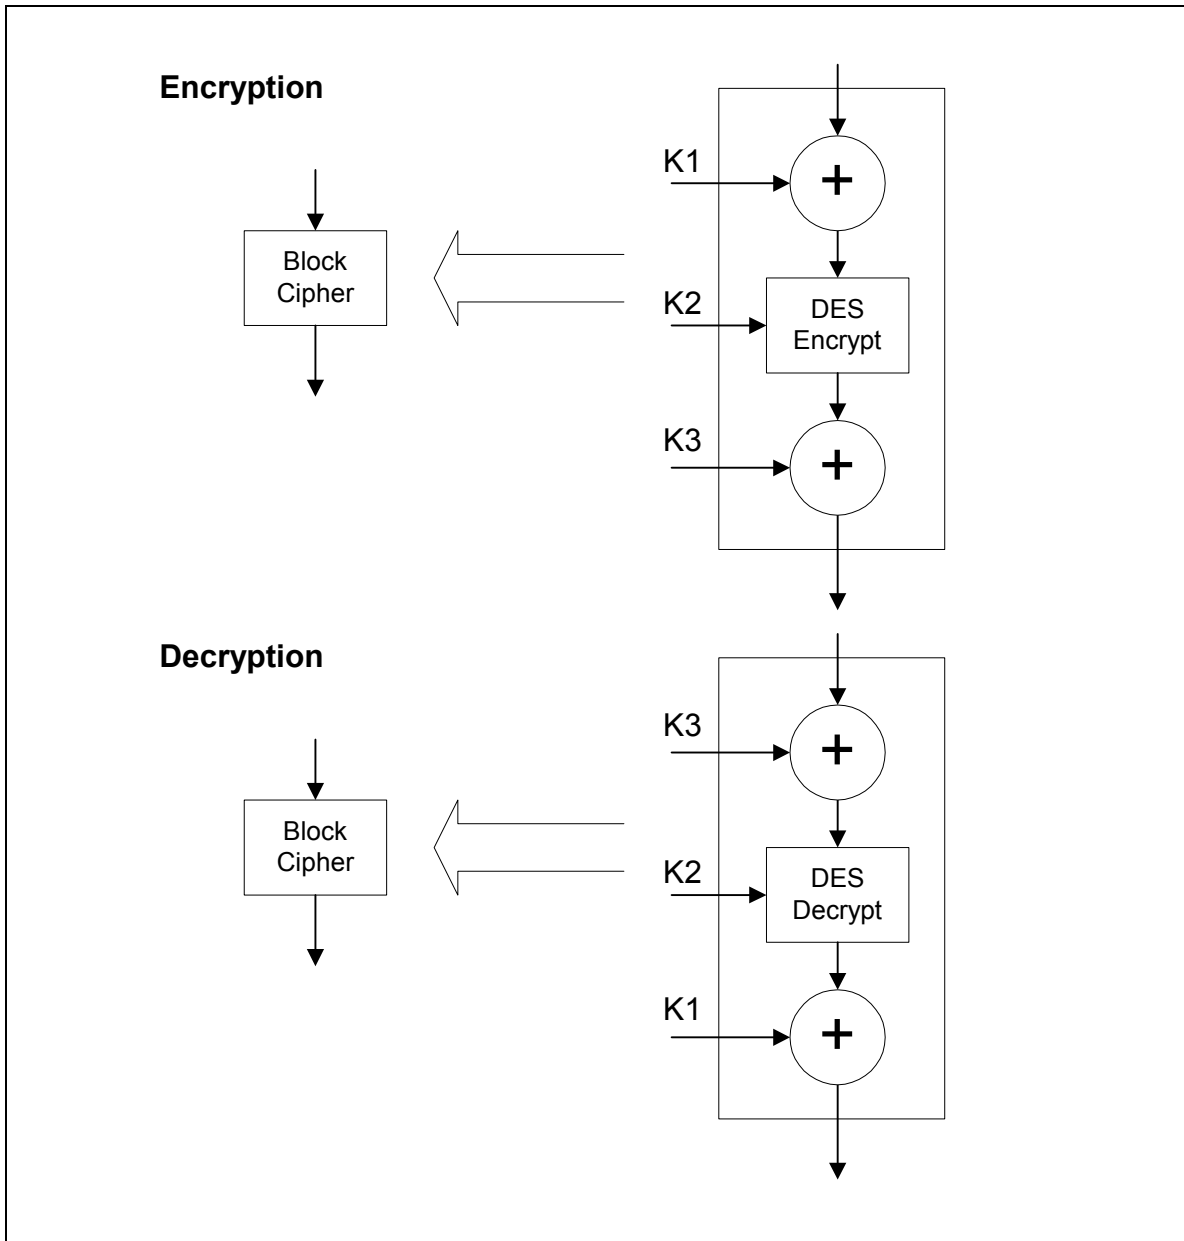 Encryption
K1
+
Block
Cipher
K2
DES
Encrypt
K3
+
Decryption
K3
+
Block
Cipher
K2
DES
Decrypt
K1
+